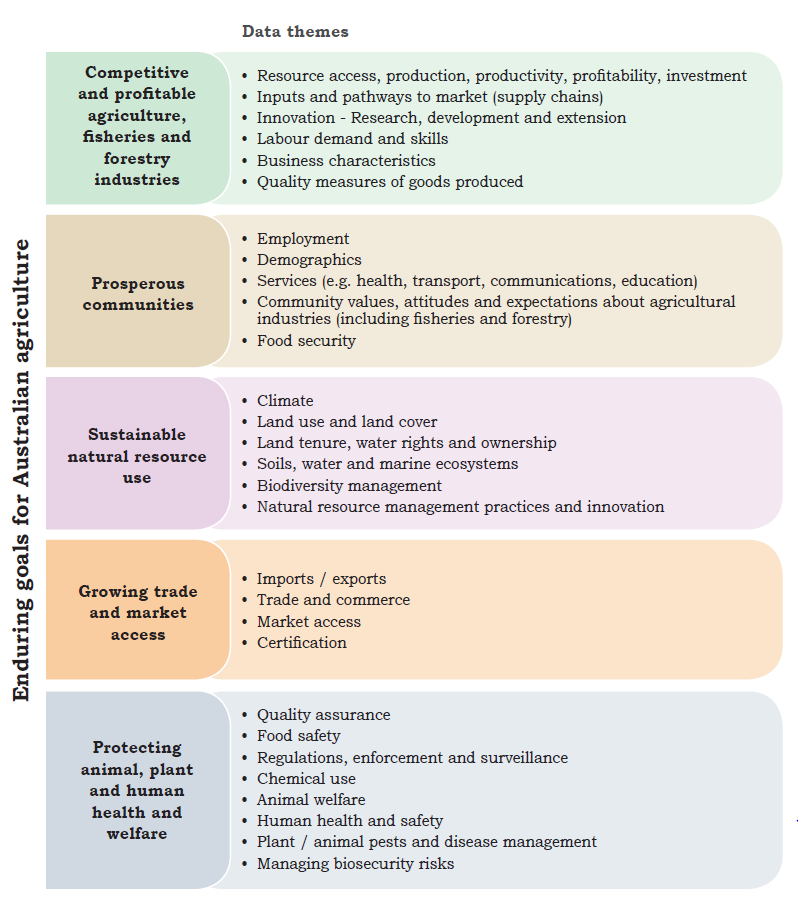 Data themes
Enduring goals for Australian agriculture
Competitive
and profitable
agriculture,
fisheries and
forestry
industries
• Resource access, production, productivity, profitability, investment
• Inputs and pathways to market (supply chains)
• Innovation - Research, development and extension
• Labour demand and skills
• Business characteristics
• Quality measures of goods produced
Prosperous
communities
• Employment
• Demographics
• Services (e.g. health, transport, communications, education)
• Community values, attitudes and expectations about agricultural
industries (including fisheries and forestry)
• Food security
Sustainable
natural resource
use
• Climate
• Land use and land cover
• Land tenure, water rights and ownership
• Soils, water and marine ecosystems
• Biodiversity management
• Natural resource management practices and innovation
Growing trade
and market
access
• Imports / exports
• Trade and commerce
• Market access
• Certification
Protecting
animal, plant
and human
health and
welfare
• Quality assurance
• Food safety
• Regulations, enforcement and surveillance
• Chemical use
• Animal welfare
• Human health and safety
• Plant / animal pests and disease management
• Managing biosecurity risks